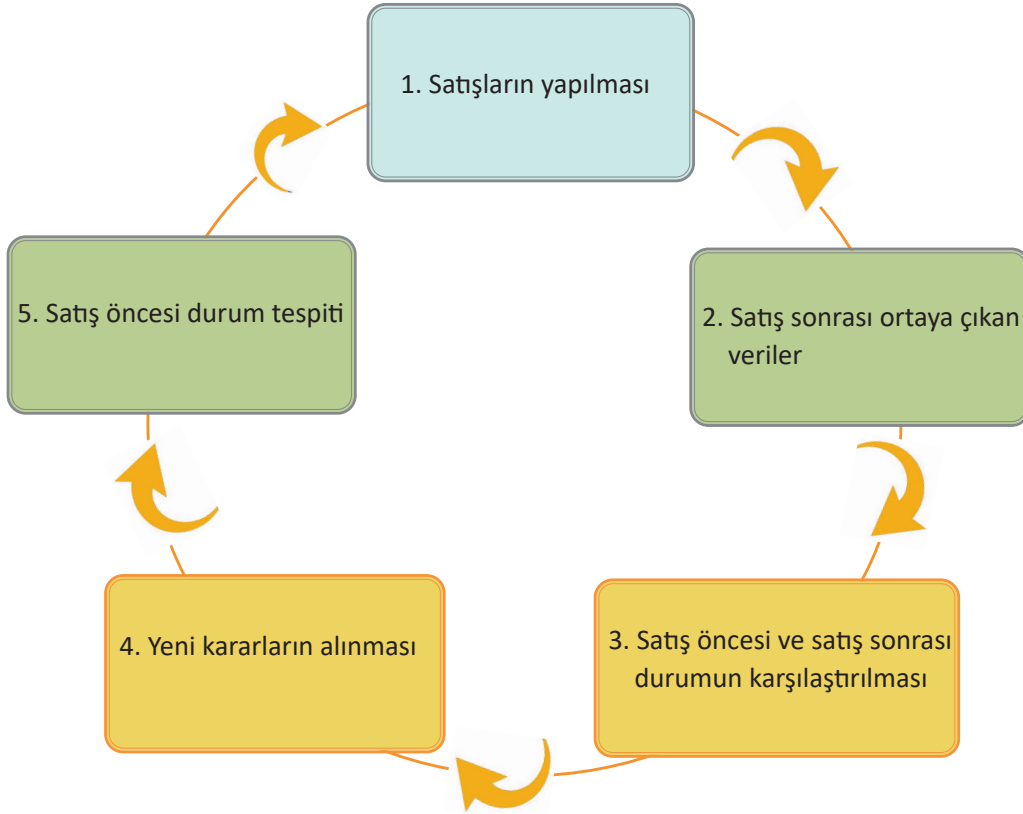 1. Satışların yapılması
2. Satış sonrası ortaya çıkan
veriler
3. Satış öncesi ve satış sonrası
durumun karşılaştırılması
4. Yeni kararların alınması
5. Satış öncesi durum tespiti